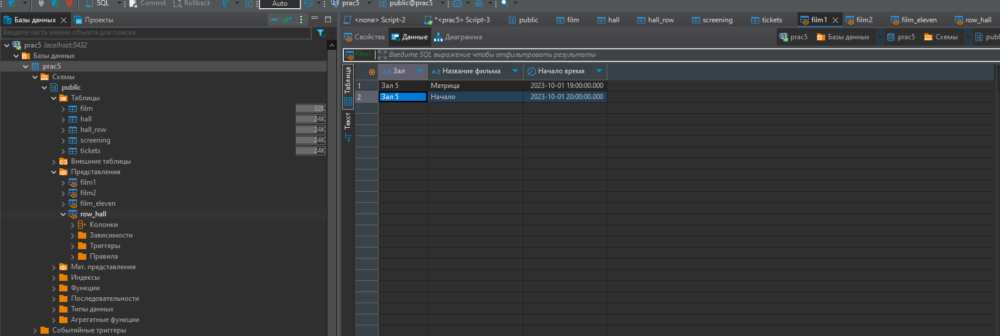 SQL Commit Rollback Auto prac5 public@prac5
Базы данных Проекты
Введите часть имени объекта для поиска
prac5 localhost:5432
Базы данных
prac5
Схемы
public
Таблицы
film 32K
hall 24K
hall_row 24K
screening 24K
tickets 24K
Внешние таблицы
Представления
film1
film2
film_eleven
row_hall
Колонки
Зависимости
Триггеры
Правила
Мат. представления
Индексы
Функции
Последовательности
Типы данных
Агрегатные функции
Событийные триггеры
<none> Script-2 *<prac5> Script-3 public film hall hall_row screening tickets film1 film2 film_eleven row_hall
Свойства Данные Диаграмма prac5 Базы данных prac5 Схемы publ
film1 Введите SQL выражение чтобы отфильтровать результаты
Таблица
Текст
A-Z Зал A-Z Название фильма Начало время
1 Зал 5 Матрица 2023-10-01 19:00:00.000
2 Зал 5 Начало 2023-10-01 20:00:00.000